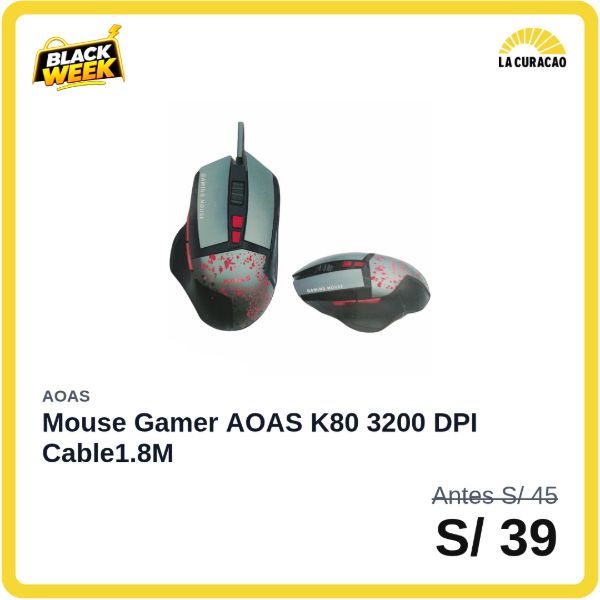 BLACK
WEEK
LA CURACAO
GAMING MOUSE
AOAS
GAMING MOUSE
AOAS
Mouse Gamer AOAS K80 3200 DPI
Cable1.8M
Antes S/ 45
S/ 39